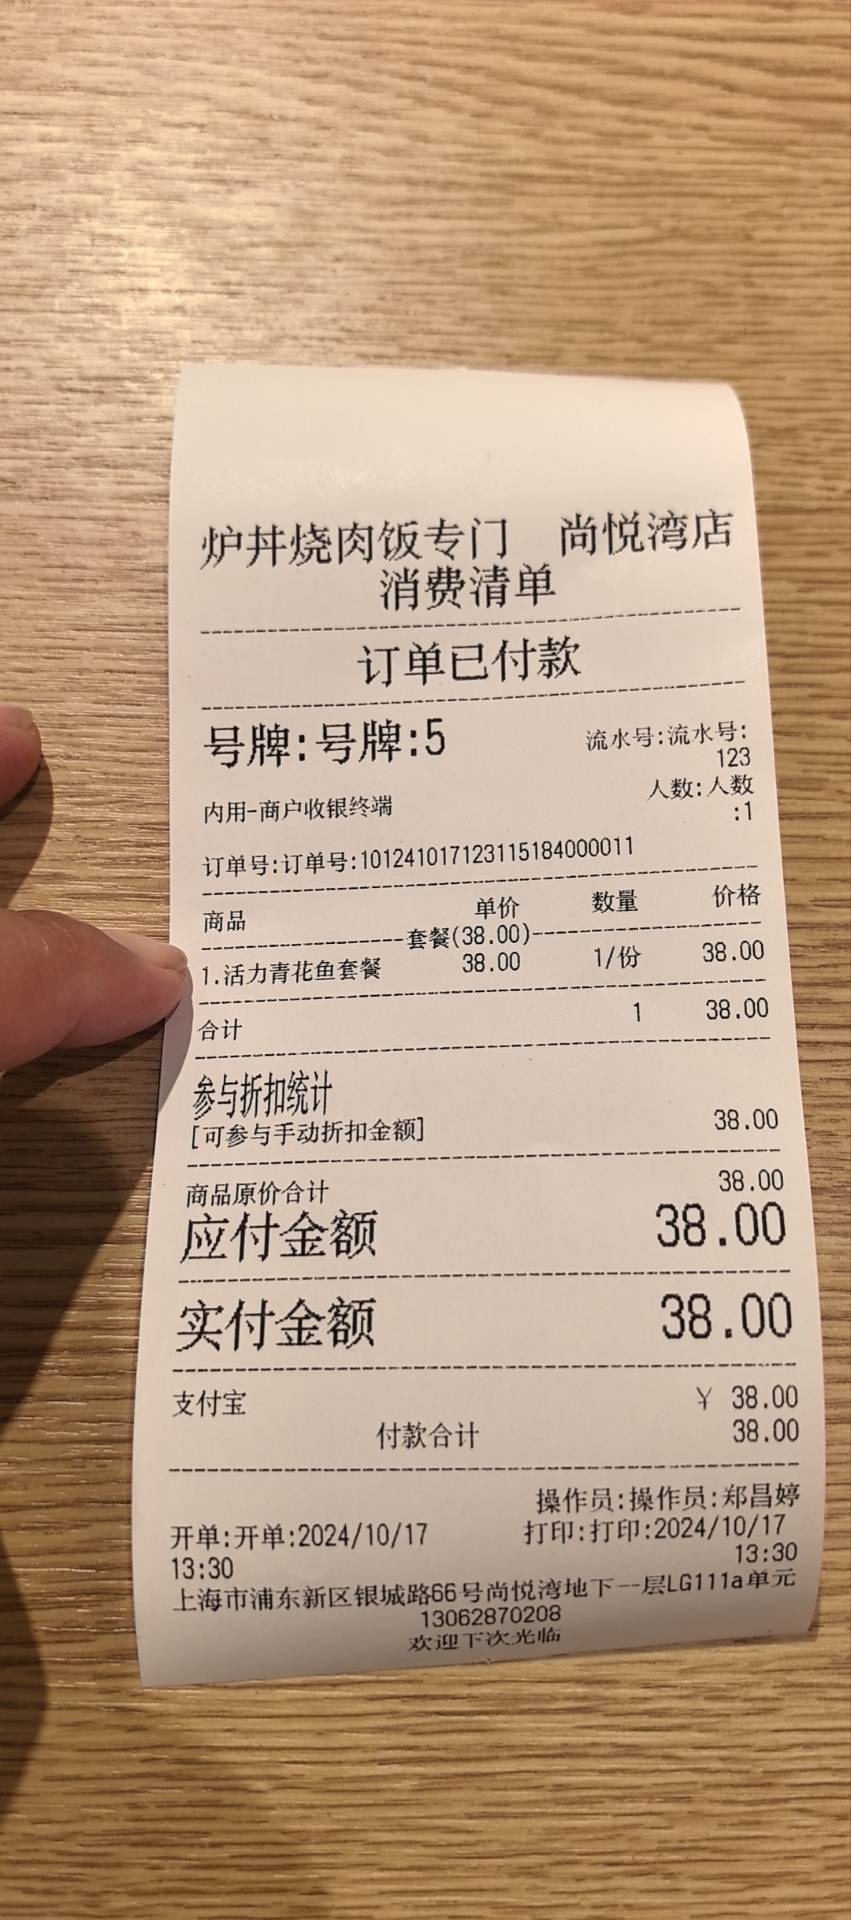 炉丼烧肉饭专门　尚悦湾店
消费清单
订单已付款
号牌:号牌:5 流水号:流水号:
123
内用-商户收银终端 人数:人数
:1
订单号:订单号:101241017123115184000011
商品 单价 数量 价格
套餐(38.00)
1.活力青花鱼套餐 38.00 1/份 38.00
合计 1 38.00
参与折扣统计
[可参与手动折扣金额] 38.00
商品原价合计 38.00
应付金额 38.00
实付金额 38.00
支付宝 ¥ 38.00
付款合计 38.00
操作员:操作员:郑昌婷
开单:开单:2024/10/17 打印:打印:2024/10/17
13:30 13:30
上海市浦东新区银城路66号尚悦湾地下一层LG111a单元
13062870208
欢迎下次光临